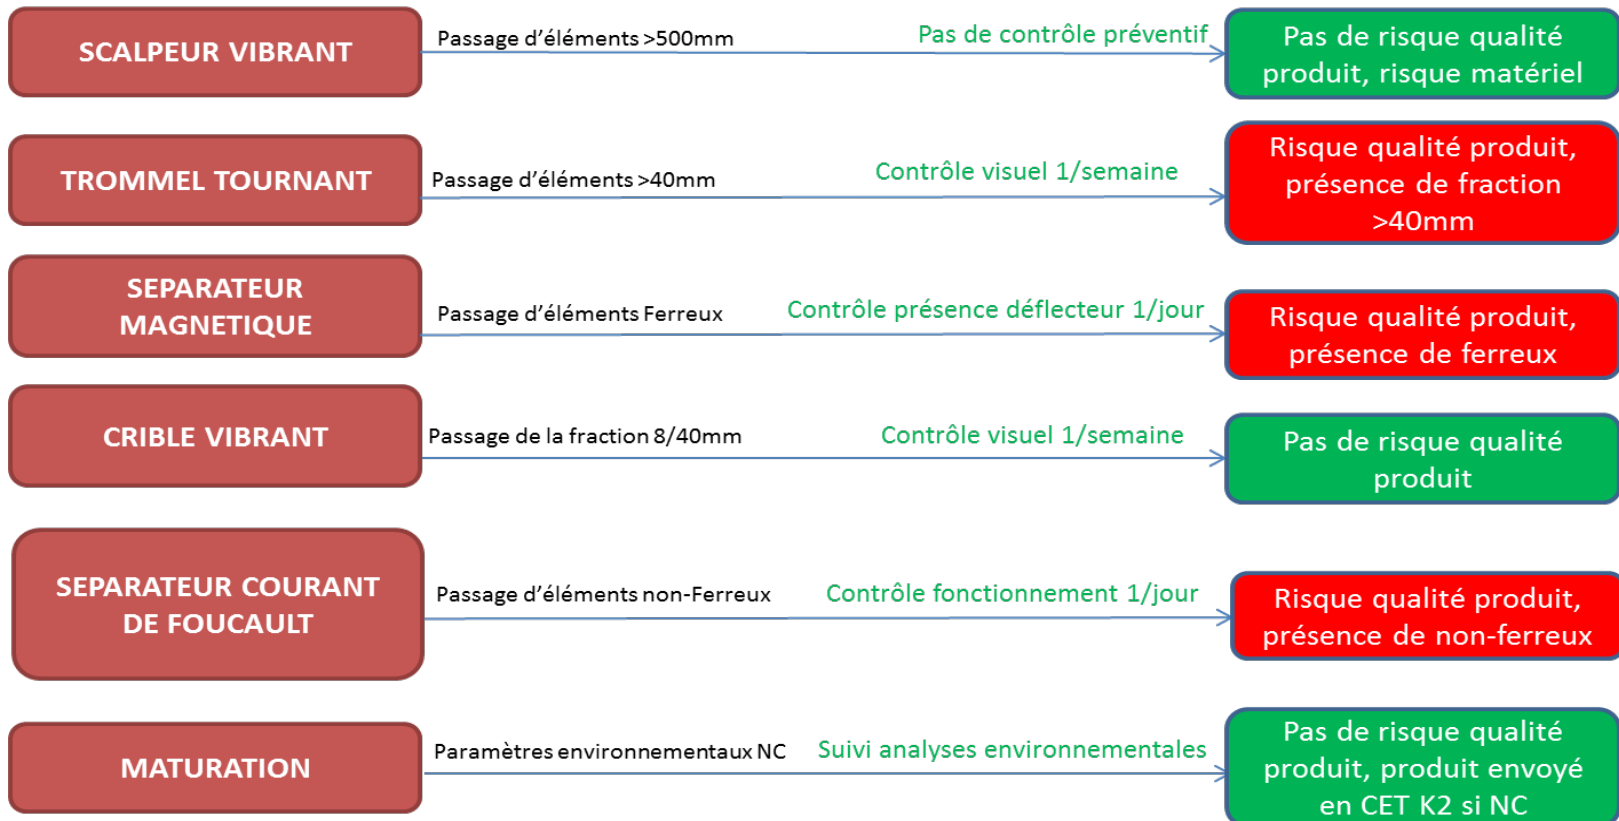 SCALPEUR VIBRANT
Passage d’éléments >500mm
Pas de contrôle préventif
Pas de risque qualité
produit, risque matériel
TROMMEL TOURNANT
Passage d’éléments >40mm
Contrôle visuel 1/semaine
Risque qualité produit,
présence de fraction
>40mm
SEPARATEUR
MAGNETIQUE
Passage d’éléments Ferreux
Contrôle présence déflecteur 1/jour
Risque qualité produit,
présence de ferreux
CRIBLE VIBRANT
Passage de la fraction 8/40mm
Contrôle visuel 1/semaine
Pas de risque qualité
produit
SEPARATEUR COURANT
DE FOUCAULT
Passage d’éléments non-Ferreux
Contrôle fonctionnement 1/jour
Risque qualité produit,
présence de non-ferreux
MATURATION
Paramètres environnementaux NC
Suivi analyses environnementales
Pas de risque qualité
produit, produit envoyé
en CET K2 si NC